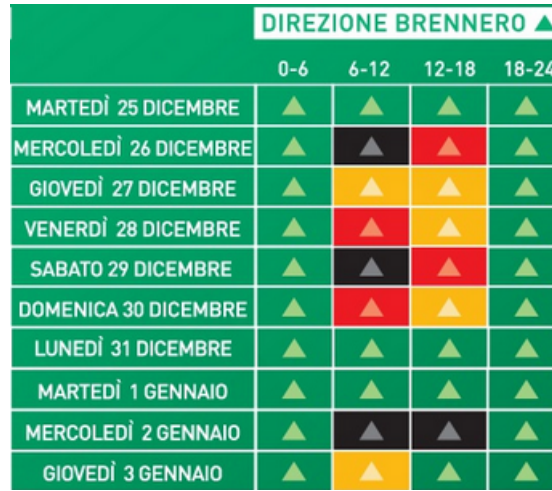 DIREZIONE BRENNERO
0-6 6-12 12-18 18-24
MARTEDÌ 25 DICEMBRE
MERCOLEDÌ 26 DICEMBRE
GIOVEDÌ 27 DICEMBRE
VENERDÌ 28 DICEMBRE
SABATO 29 DICEMBRE
DOMENICA 30 DICEMBRE
LUNEDÌ 31 DICEMBRE
MARTEDÌ 1 GENNAIO
MERCOLEDÌ 2 GENNAIO
GIOVEDÌ 3 GENNAIO